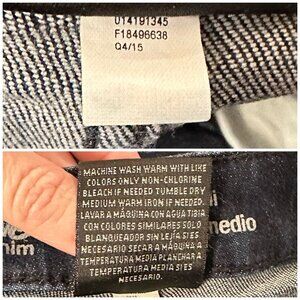 U14191345
F18496638
Q4/15
MACHINE WASH WARM WITH LIKE
COLORS ONLY NON-CHLORINE
BLEACH IF NEEDED TUMBLE DRY
MEDIUM WARM IRON IF NEEDED.
LAVAR A MÁQUINA CON AGUA TIBIA
CON COLORES SIMILARES SOLO
BLANQUEADOR SIN LEJÍA SI ES
NECESARIO SECAR A MÁQUINA A
TEMPERATURA MEDIA PLANCHAR A
TEMPERATURA MEDIA SI ES
NECESARIO.
medio